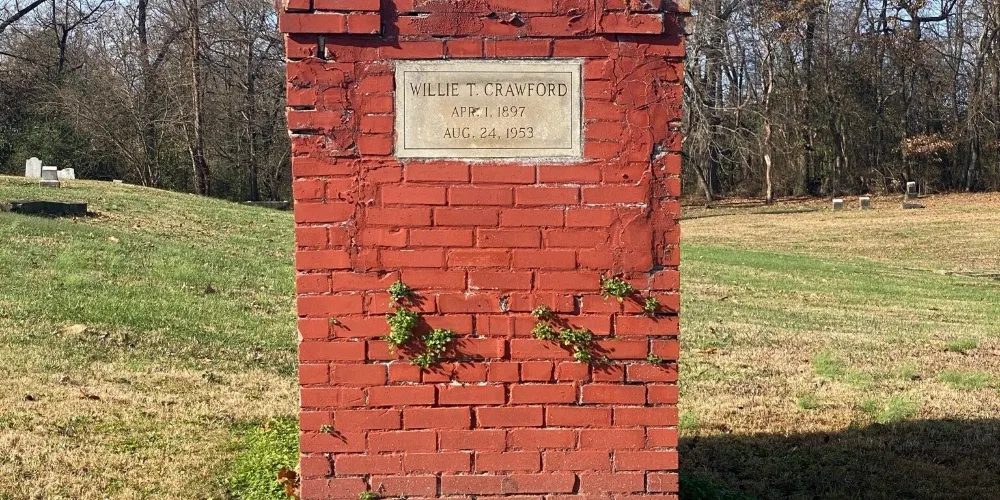 WILLIE T. CRAWFORD
APR. 1, 1897
AUG. 24, 1953